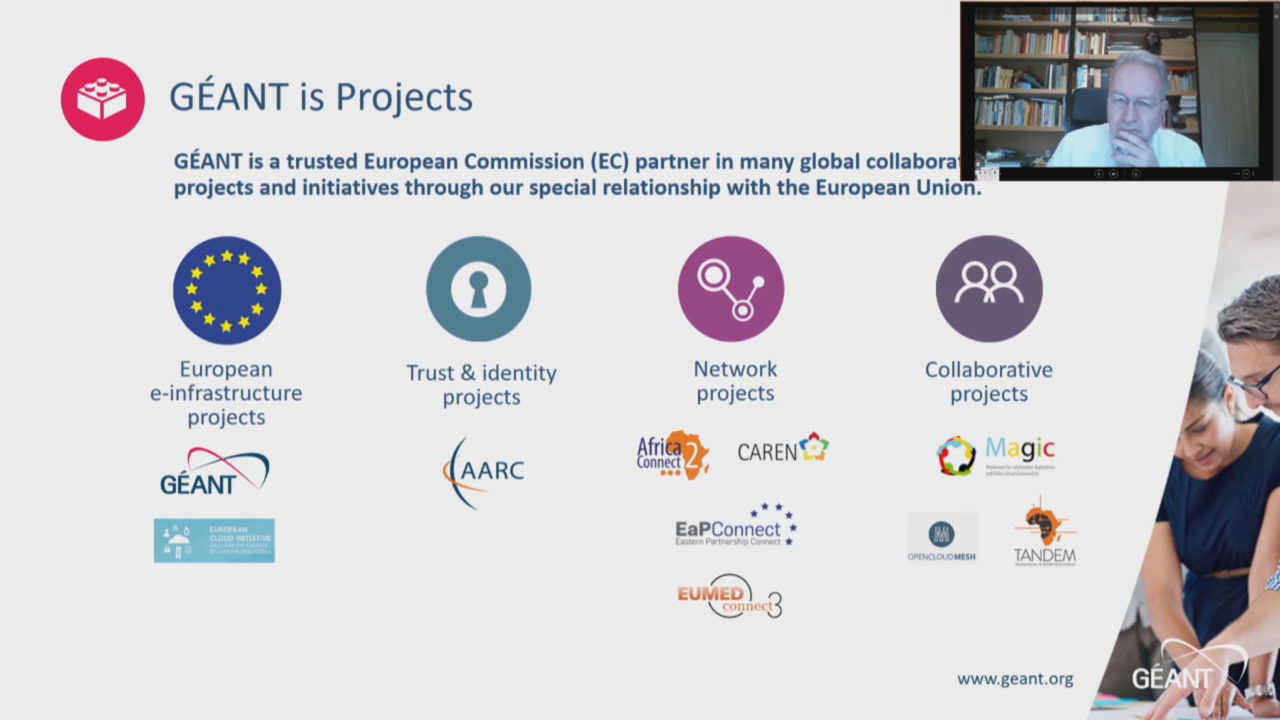 GÉANT is Projects
GÉANT is a trusted European Commission (EC) partner in many global
projects and initiatives through our special relationship with the European Union.
European
e-infrastructure
projects
Trust & identity
projects
Network
projects
Collaborative
projects
GÉANT
EUROPEAN
CLOUD INITIATIVE
AARC
Africa
Connect 2
CAREN
EaPConnect
Eastern Partnership Connect
EUMED
connect3
Magic
OPENCLOUDMESH
TANDEM
www.geant.org
GÉANT